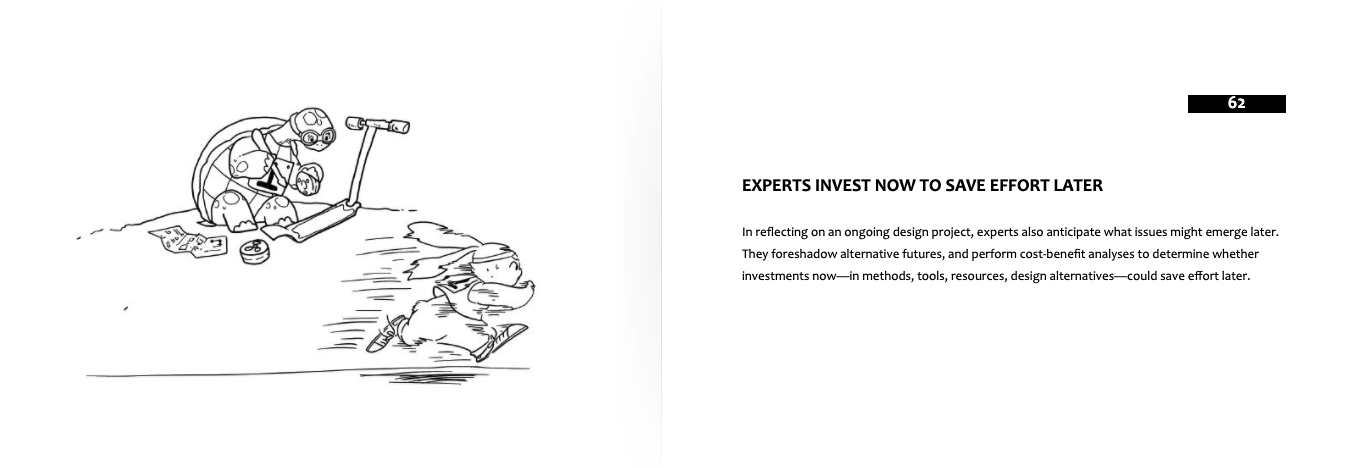 62
EXPERTS INVEST NOW TO SAVE EFFORT LATER
In reflecting on an ongoing design project, experts also anticipate what issues might emerge later.
They foreshadow alternative futures, and perform cost-benefit analyses to determine whether
investments now—in methods, tools, resources, design alternatives—could save effort later.